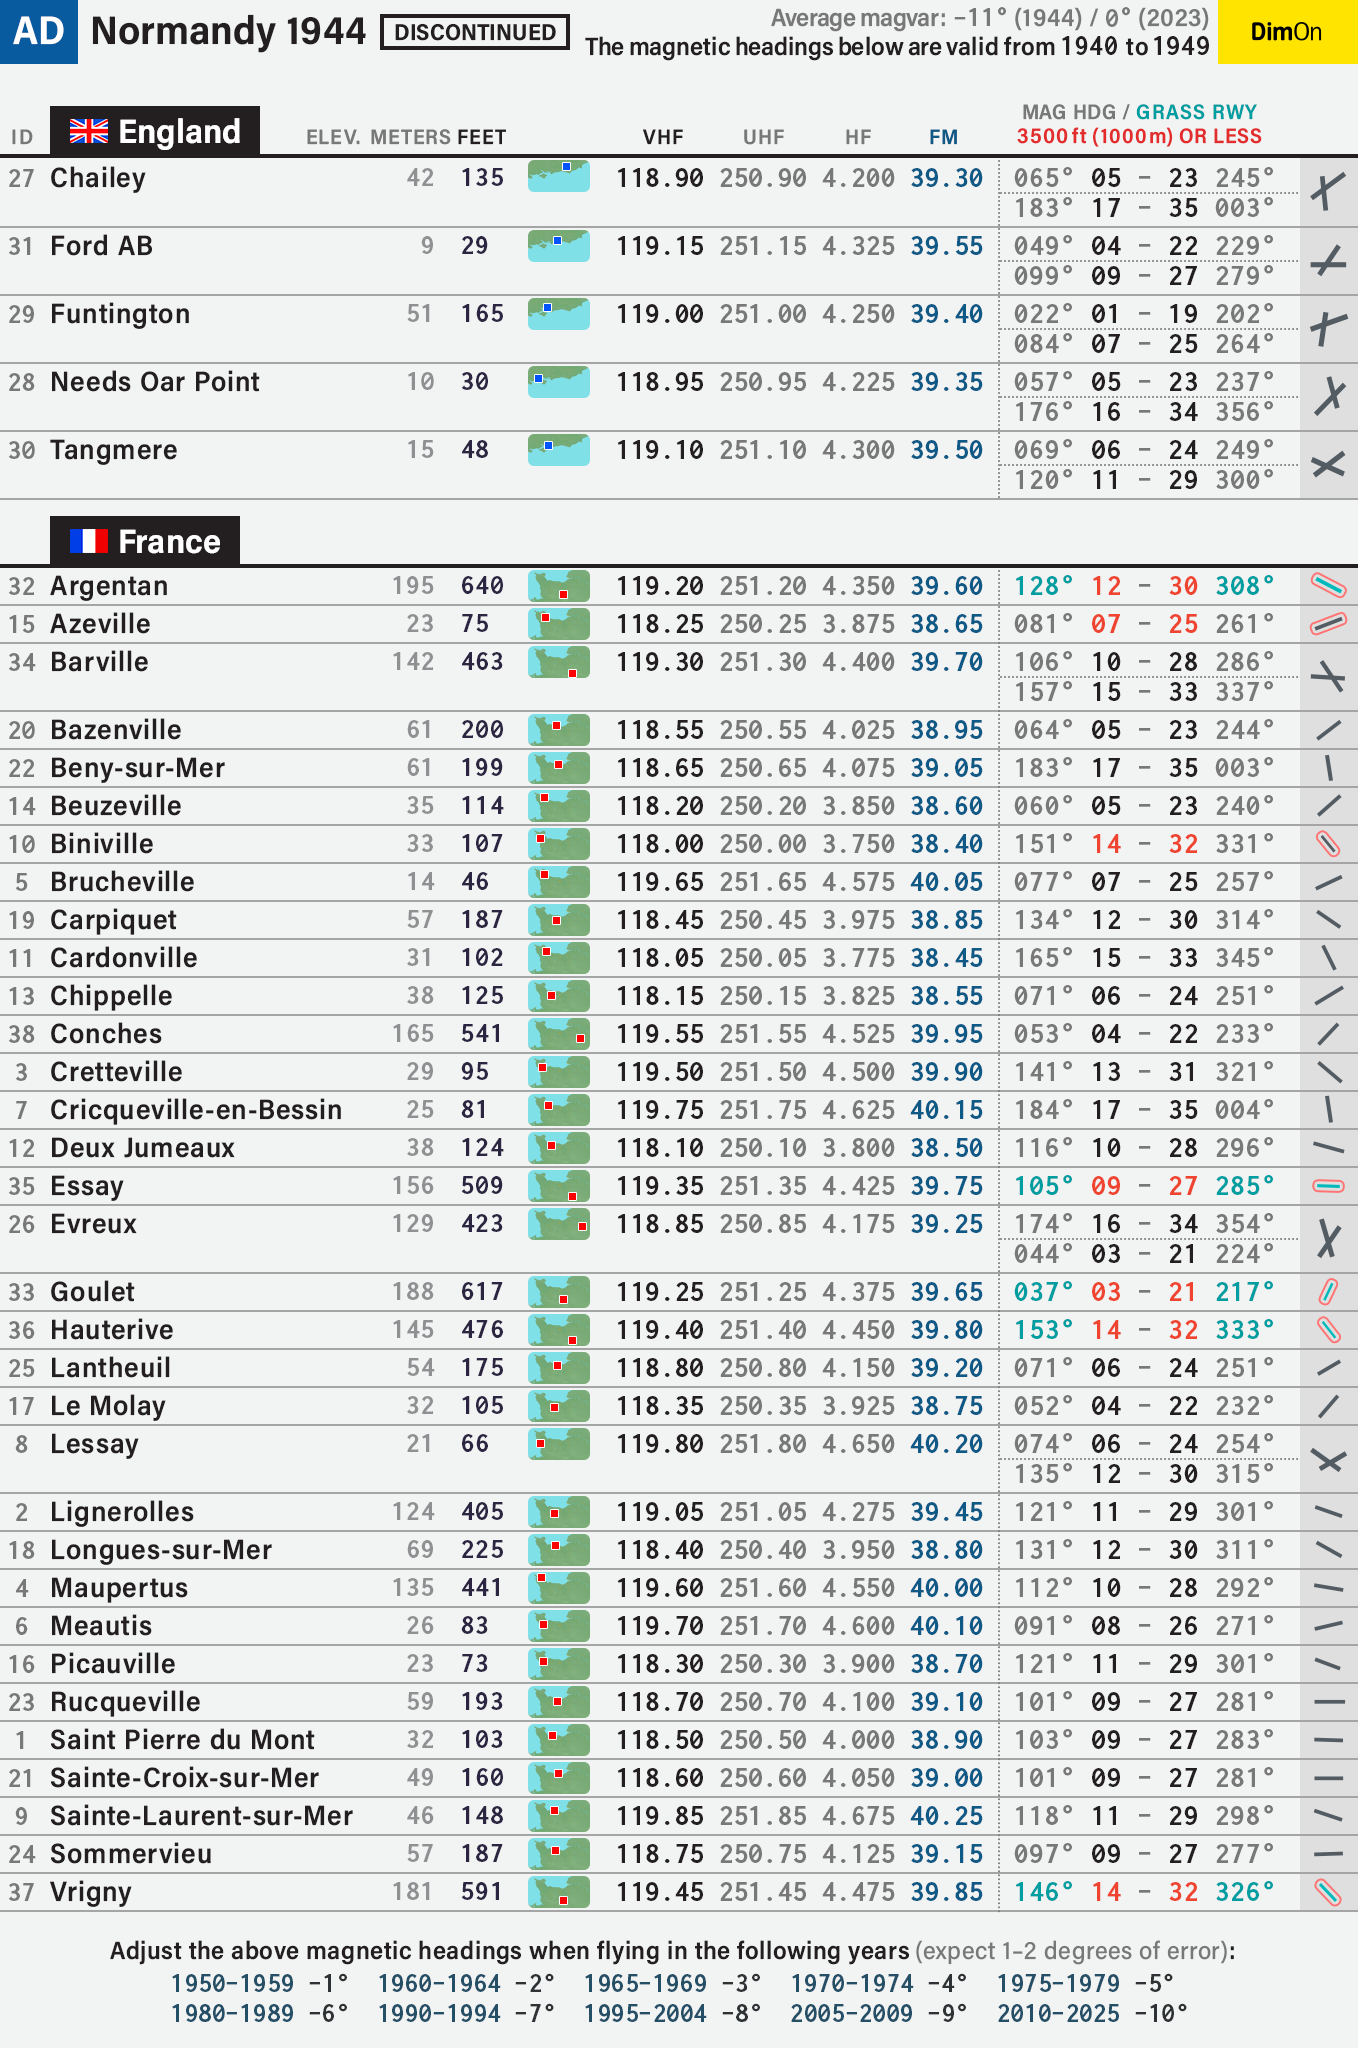 AD Normandy 1944 DISCONTINUED Average magvar: −11° (1944) / 0° (2023) DimOn
The magnetic headings below are valid from 1940 to 1949
MAG HDG / GRASS RWY
ID England ELEV. METERS FEET VHF UHF HF FM 3500 ft (1000 m) OR LESS
27 Chailey 42 135 118.90 250.90 4.200 39.30 065° 05 − 23 245°
183° 17 − 35 003°
31 Ford AB 9 29 119.15 251.15 4.325 39.55 049° 04 − 22 229°
099° 09 − 27 279°
29 Funtington 51 165 119.00 251.00 4.250 39.40 022° 01 − 19 202°
084° 07 − 25 264°
28 Needs Oar Point 10 30 118.95 250.95 4.225 39.35 057° 05 − 23 237°
176° 16 − 34 356°
30 Tangmere 15 48 119.10 251.10 4.300 39.50 069° 06 − 24 249°
120° 11 − 29 300°
France
32 Argentan 195 640 119.20 251.20 4.350 39.60 128° 12 − 30 308°
15 Azeville 23 75 118.25 250.25 3.875 38.65 081° 07 − 25 261°
34 Barville 142 463 119.30 251.30 4.400 39.70 106° 10 − 28 286°
157° 15 − 33 337°
20 Bazenville 61 200 118.55 250.55 4.025 38.95 064° 05 − 23 244°
22 Beny-sur-Mer 61 199 118.65 250.65 4.075 39.05 183° 17 − 35 003°
14 Beuzeville 35 114 118.20 250.20 3.850 38.60 060° 05 − 23 240°
10 Biniville 33 107 118.00 250.00 3.750 38.40 151° 14 − 32 331°
5 Brucheville 14 46 119.65 251.65 4.575 40.05 077° 07 − 25 257°
19 Carpiquet 57 187 118.45 250.45 3.975 38.85 134° 12 − 30 314°
11 Cardonville 31 102 118.05 250.05 3.775 38.45 165° 15 − 33 345°
13 Chippelle 38 125 118.15 250.15 3.825 38.55 071° 06 − 24 251°
38 Conches 165 541 119.55 251.55 4.525 39.95 053° 04 − 22 233°
3 Cretteville 29 95 119.50 251.50 4.500 39.90 141° 13 − 31 321°
7 Cricqueville-en-Bessin 25 81 119.75 251.75 4.625 40.15 184° 17 − 35 004°
12 Deux Jumeaux 38 124 118.10 250.10 3.800 38.50 116° 10 − 28 296°
35 Essay 156 509 119.35 251.35 4.425 39.75 105° 09 − 27 285°
26 Evreux 129 423 118.85 250.85 4.175 39.25 174° 16 − 34 354°
044° 03 − 21 224°
33 Goulet 188 617 119.25 251.25 4.375 39.65 037° 03 − 21 217°
36 Hauterive 145 476 119.40 251.40 4.450 39.80 153° 14 − 32 333°
25 Lantheuil 54 175 118.80 250.80 4.150 39.20 071° 06 − 24 251°
17 Le Molay 32 105 118.35 250.35 3.925 38.75 052° 04 − 22 232°
8 Lessay 21 66 119.80 251.80 4.650 40.20 074° 06 − 24 254°
135° 12 − 30 315°
2 Lignerolles 124 405 119.05 251.05 4.275 39.45 121° 11 − 29 301°
18 Longues-sur-Mer 69 225 118.40 250.40 3.950 38.80 131° 12 − 30 311°
4 Maupertus 135 441 119.60 251.60 4.550 40.00 112° 10 − 28 292°
6 Meautis 26 83 119.70 251.70 4.600 40.10 091° 08 − 26 271°
16 Picauville 23 73 118.30 250.30 3.900 38.70 121° 11 − 29 301°
23 Rucqueville 59 193 118.70 250.70 4.100 39.10 101° 09 − 27 281°
1 Saint Pierre du Mont 32 103 118.50 250.50 4.000 38.90 103° 09 − 27 283°
21 Sainte-Croix-sur-Mer 49 160 118.60 250.60 4.050 39.00 101° 09 − 27 281°
9 Sainte-Laurent-sur-Mer 46 148 119.85 251.85 4.675 40.25 118° 11 − 29 298°
24 Sommervieu 57 187 118.75 250.75 4.125 39.15 097° 09 − 27 277°
37 Vrigny 181 591 119.45 251.45 4.475 39.85 146° 14 − 32 326°
Adjust the above magnetic headings when flying in the following years (expect 1−2 degrees of error):
1950−1959 −1° 1960−1964 −2° 1965−1969 −3° 1970−1974 −4° 1975−1979 −5°
1980−1989 −6° 1990−1994 −7° 1995−2004 −8° 2005−2009 −9° 2010−2025 −10°